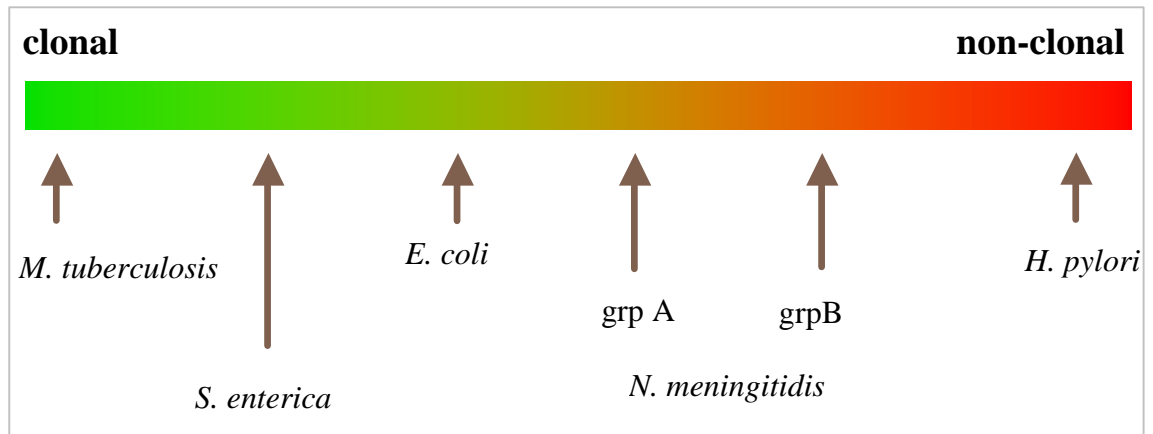 clonal
non-clonal
M. tuberculosis
E. coli
H. pylori
grp A
grpB
S. enterica
N. meningitidis